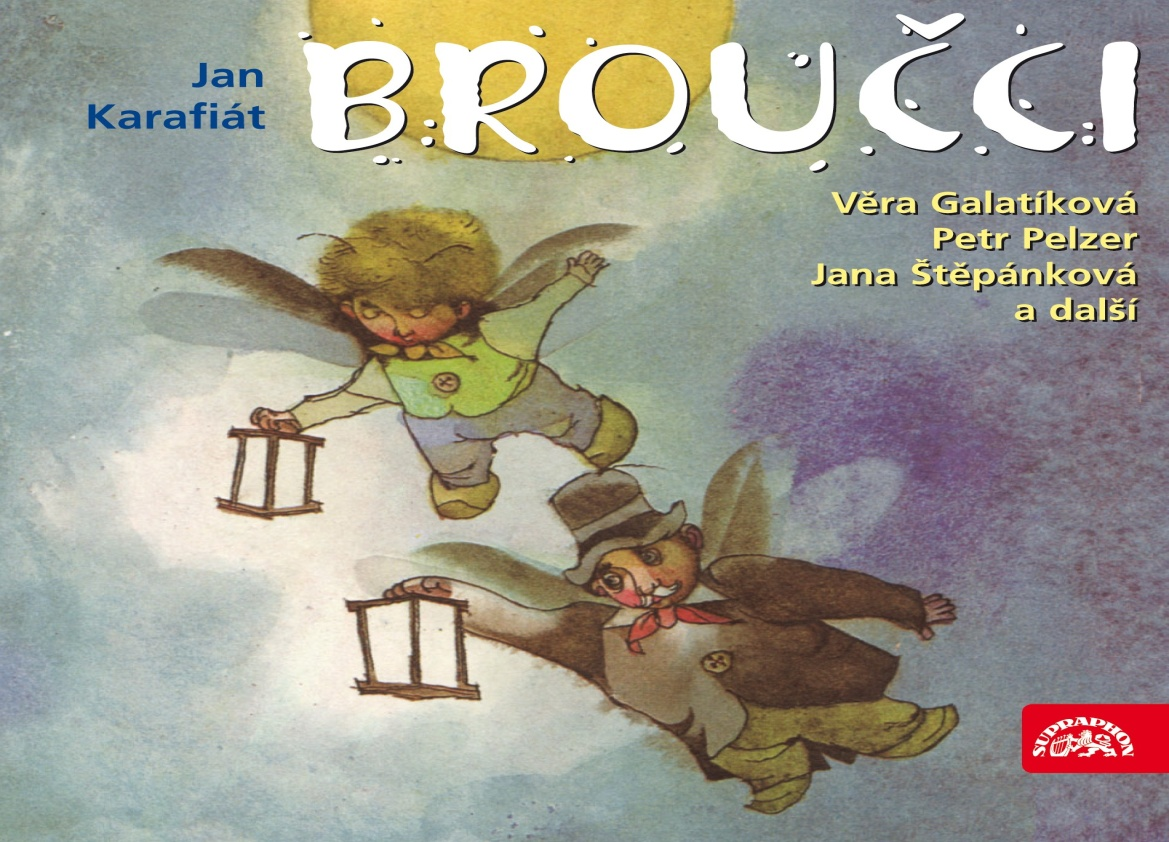 Jan
Karafiát
BROUČCI
Věra Galatíková
Petr Pelzer
Jana Štěpánková
a další
SUPRAPHON